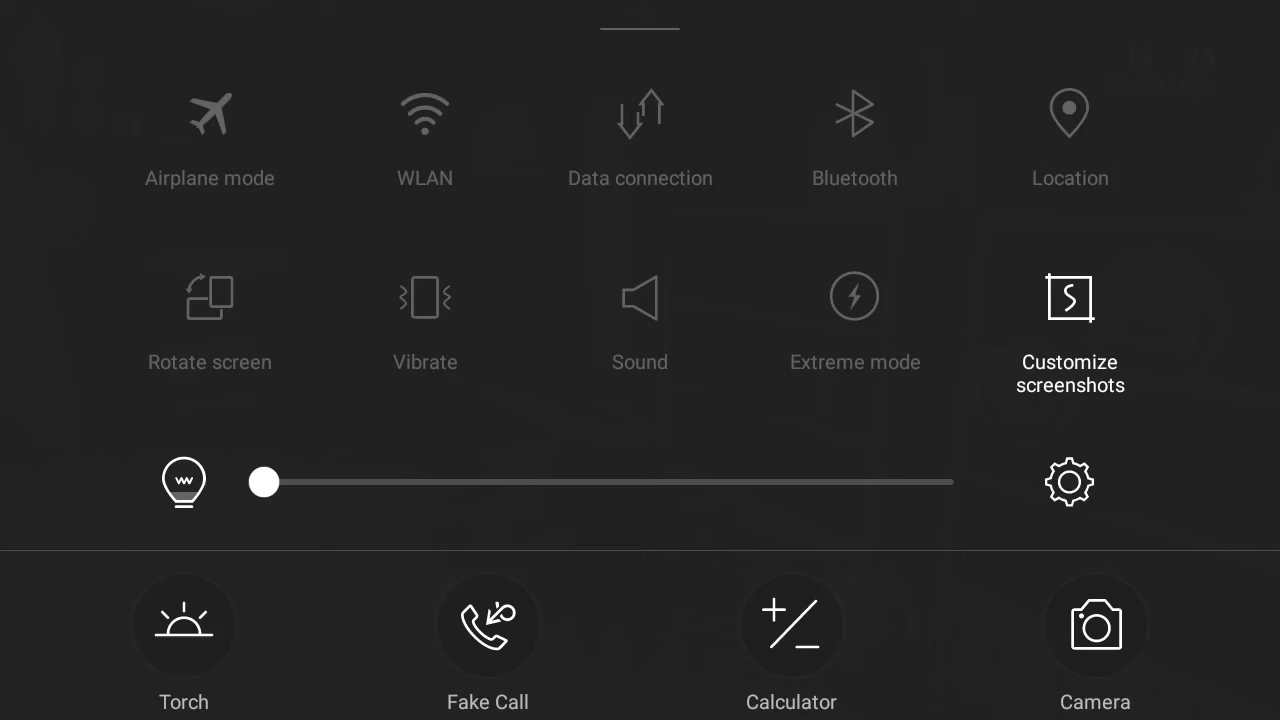 Airplane mode
WLAN
Data connection
Bluetooth
Location
Rotate screen
Vibrate
Sound
Extreme mode
Customize
screenshots
Torch
Fake Call
Calculator
Camera